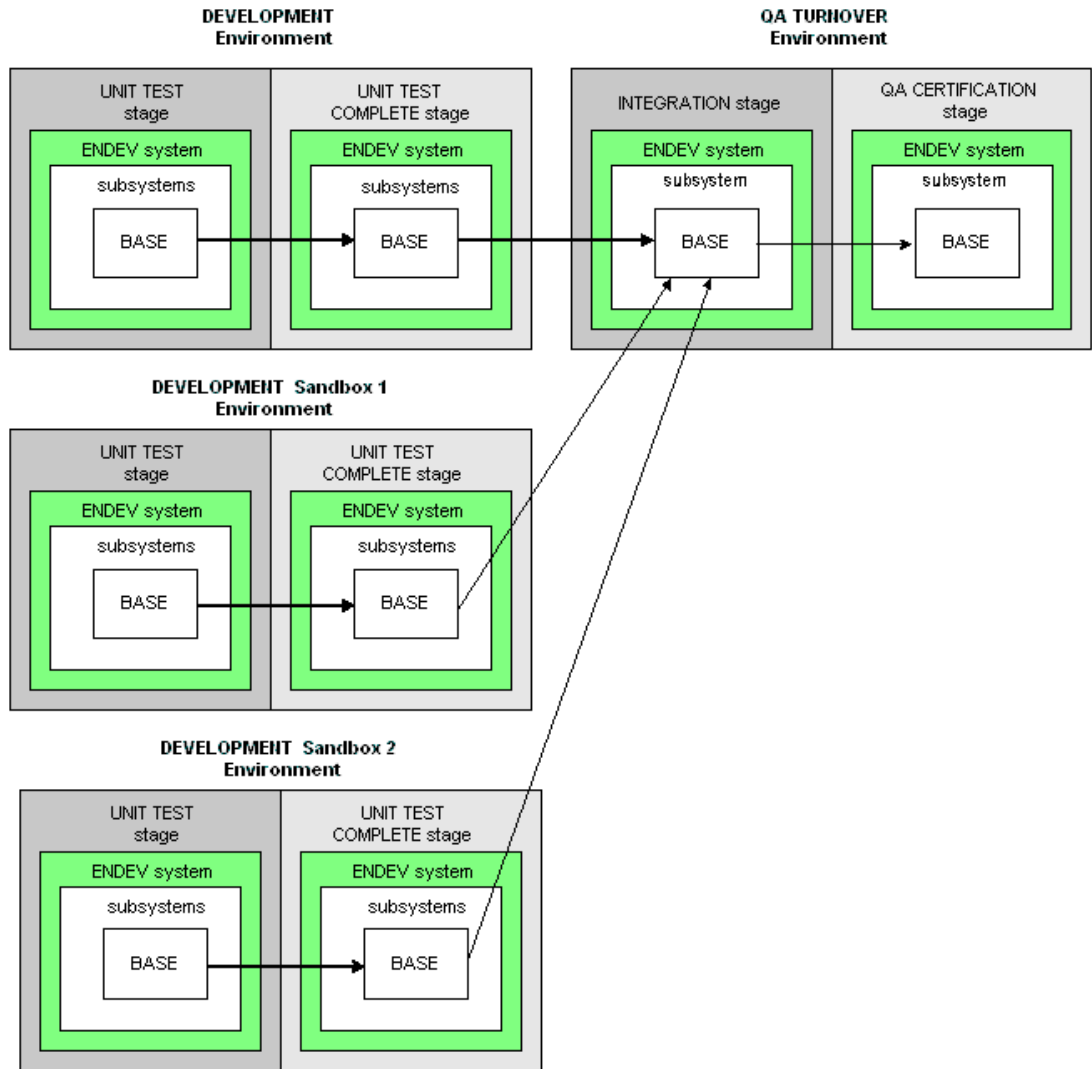 DEVELOPMENT
Environment
QA TURNOVER
Environment
UNIT TEST
stage
UNIT TEST
COMPLETE stage
INTEGRATION stage
QA CERTIFICATION
stage
ENDEV system
ENDEV system
ENDEV system
ENDEV system
subsystems
subsystems
subsystem
subsystem
BASE
BASE
BASE
BASE
DEVELOPMENT Sandbox 1
Environment
UNIT TEST
stage
UNIT TEST
COMPLETE stage
ENDEV system
ENDEV system
subsystems
subsystems
BASE
BASE
DEVELOPMENT Sandbox 2
Environment
UNIT TEST
stage
UNIT TEST
COMPLETE stage
ENDEV system
ENDEV system
subsystems
subsystems
BASE
BASE